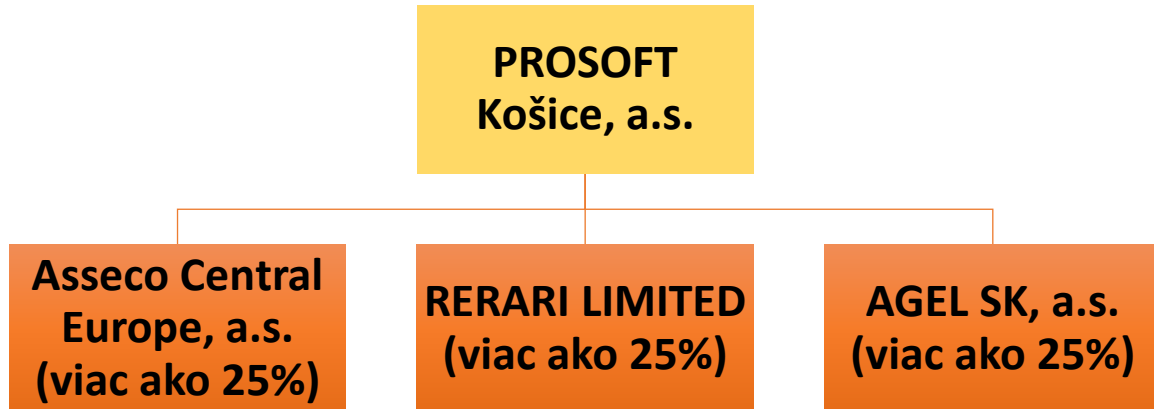 PROSOFT
Košice, a.s.
Asseco Central
Europe, a.s.
(viac ako 25%)
RERARI LIMITED
(viac ako 25%)
AGEL SK, a.s.
(viac ako 25%)